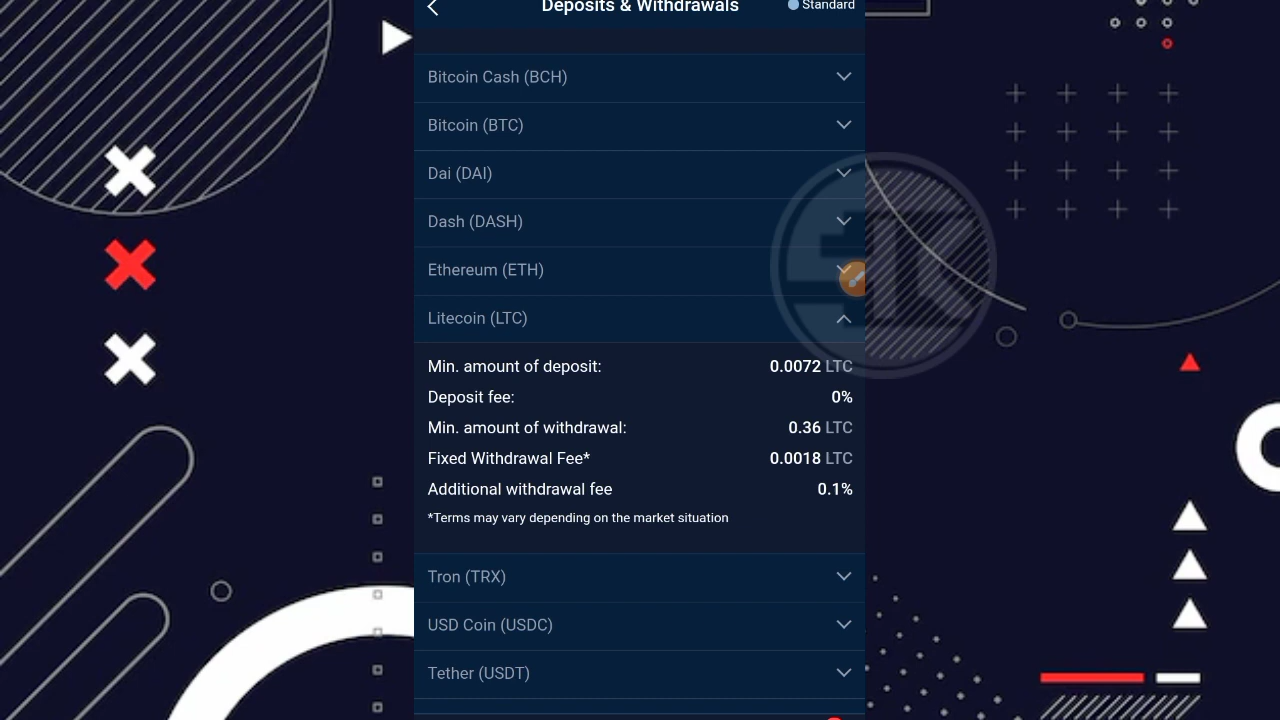 Deposits & Withdrawals
Standard
Bitcoin Cash (BCH)
Bitcoin (BTC)
Dai (DAI)
Dash (DASH)
Ethereum (ETH)
Litecoin (LTC)
Min. amount of deposit: 0.0072 LTC
Deposit fee: 0%
Min. amount of withdrawal: 0.36 LTC
Fixed Withdrawal Fee* 0.0018 LTC
Additional withdrawal fee 0.1%
*Terms may vary depending on the market situation
Tron (TRX)
USD Coin (USDC)
Tether (USDT)